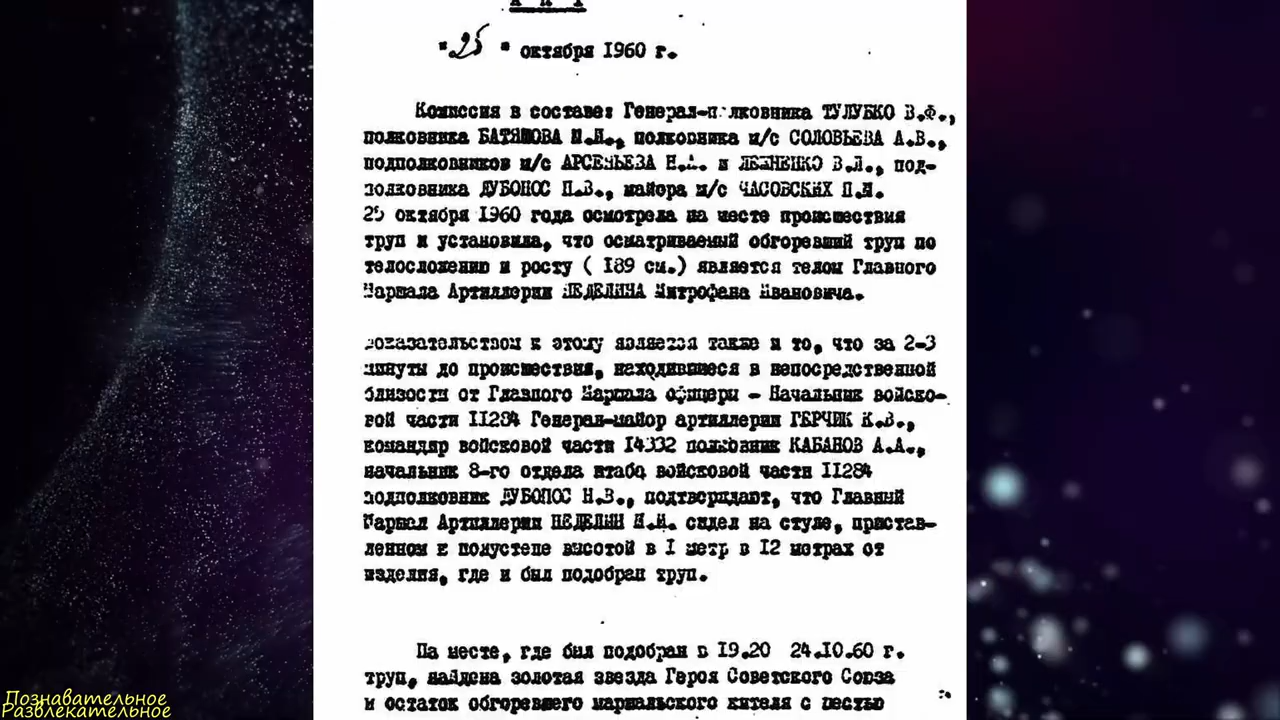 А К Т
"25" октября 1960 г.
Комиссия в составе: Генерал-полковника ТУЛУБКО В.Ф.,
полковника БАТЯШОВА И.И., полковника и/с СОЛОВЬЕВА А.В.,
подполковников и/с АРСЕНЬЕВА Н.А. и ЛЕВНЕНКО В.Л., под-
полковника ДУБОНОС П.В., майора и/с ЧАСОВСКИХ П.И.
25 октября 1960 года осмотрела на месте происшествия
труп и установила, что осматриваемый обгоревший труп по
телосложению и росту ( 189 см.) является телом Главного
Маршала Артиллерии НЕДЕЛИНА Митрофана Ивановича.
доказательством к этому является также и то, что за 2-3
минуты до происшествия, находившиеся в непосредственной
близости от Главного Маршала офицеры - Начальник войско-
вой части 11284 Генерал-майор артиллерии ГЕРЧИК К.В.,
командир войсковой части 14332 полковник КАБАНОВ А.А.,
начальник 8-го отдела штаба войсковой части 11284
подполковник ДУБОНОС Н.В., подтверждают, что Главный
Маршал Артиллерии НЕДЕЛИН М.И. сидел на стуле, пристав-
ленном к полустене высотой в 1 метр в 12 метрах от
изделия, где и был подобран труп.
На месте, где был подобран в 19.20 24.10.60 г.
труп, найдена золотая звезда Героя Советского Союза
и остаток обгоревшего маршальского кителя с шестью
Познавательное
Развлекательное